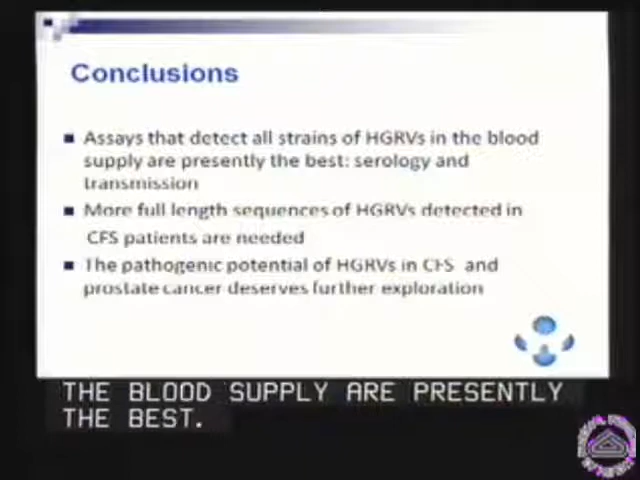 Conclusions
Assays that detect all strains of HGRVs in the blood
supply are presently the best: serology and
transmission
More full length sequences of HGRVs detected in
CFS patients are needed
The pathogenic potential of HGRVs in CFS and
prostate cancer deserves further exploration
THE BLOOD SUPPLY ARE PRESENTLY
THE BEST.